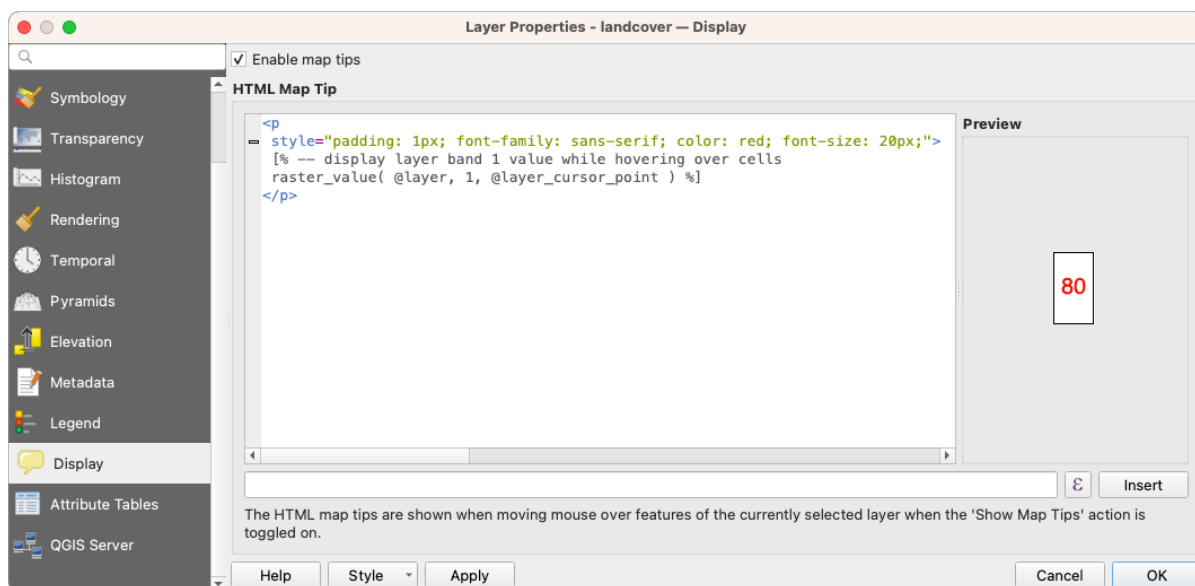 Layer Properties - landcover — Display
Symbology
Transparency
Histogram
Rendering
Temporal
Pyramids
Elevation
Metadata
Legend
Display
Attribute Tables
QGIS Server
Enable map tips
HTML Map Tip
<p
style="padding: 1px; font-family: sans-serif; color: red; font-size: 20px;">
[% -- display layer band 1 value while hovering over cells
raster_value( @layer, 1, @layer_cursor_point ) %]
</p>
Preview
80
ε Insert
The HTML map tips are shown when moving mouse over features of the currently selected layer when the 'Show Map Tips' action is
toggled on.
Help Style Apply Cancel OK